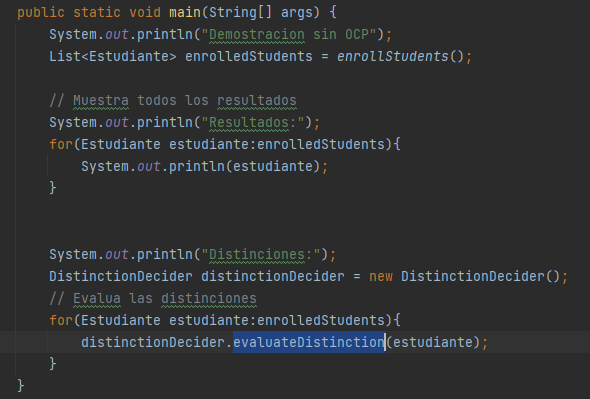 public static void main(String[] args) {
System.out.println("Demostracion sin OCP");
List<Estudiante> enrolledStudents = enrollStudents();
// Muestra todos los resultados
System.out.println("Resultados:");
for(Estudiante estudiante:enrolledStudents){
System.out.println(estudiante);
}
System.out.println("Distinciones:");
DistinctionDecider distinctionDecider = new DistinctionDecider();
// Evalua las distinciones
for(Estudiante estudiante:enrolledStudents){
distinctionDecider.evaluateDistinction(estudiante);
}
}